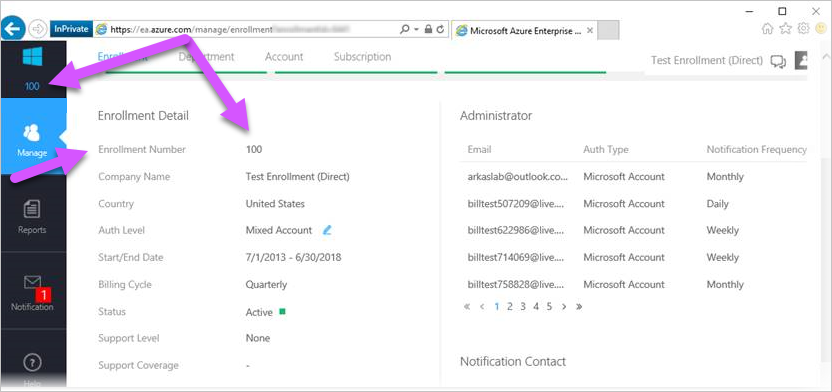 InPrivate https://ea.azure.com/manage/enrollment Microsoft Azure Enterprise ...
Department Account Subscription Test Enrollment (Direct)
100
Enrollment Detail
Enrollment Number 100
Company Name Test Enrollment (Direct)
Country United States
Auth Level Mixed Account
Start/End Date 7/1/2013 - 6/30/2018
Billing Cycle Quarterly
Status Active
Support Level None
Support Coverage -
Administrator
Email Auth Type Notification Frequency
arkaslab@outlook.co... Microsoft Account Monthly
billtest507209@live.... Microsoft Account Daily
billtest622986@live.... Microsoft Account Weekly
billtest714069@live.... Microsoft Account Weekly
billtest758828@live.... Microsoft Account Monthly
« < 1 2 3 4 5 > »
Notification Contact
Manage
Reports
1
Notification
?
Help